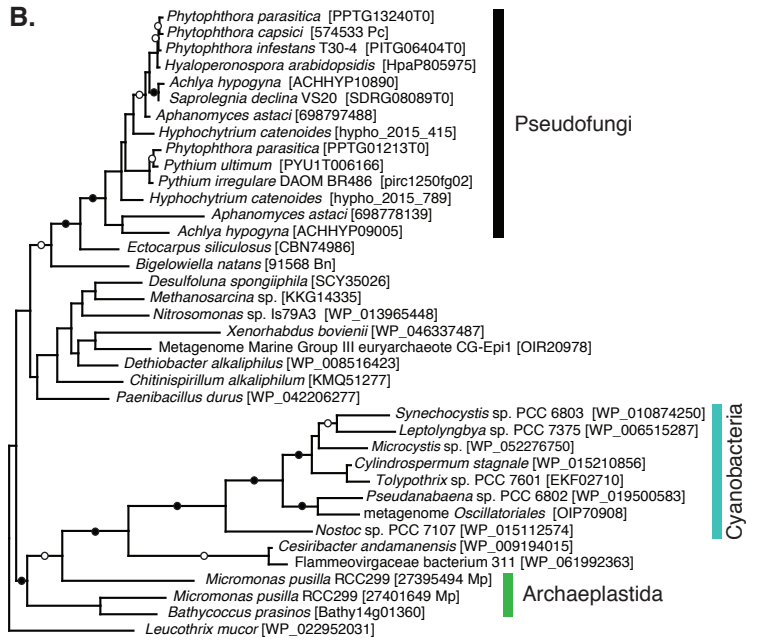 B.
Phytophthora parasitica [PPTG13240T0]
Phytophthora capsici [574533 Pc]
Phytophthora infestans T30-4 [PITG06404T0]
Hyaloperonospora arabidopsidis [HpaP805975]
Achlya hypogyna [ACHHYP10890]
Saprolegnia declina VS20 [SDRG08089T0]
Aphanomyces astaci [698797488]
Hyphochytrium catenoides [hypho_2015_415]
Phytophthora parasitica [PPTG01213T0]
Pythium ultimum [PYU1T006166]
Pythium irregulare DAOM BR486 [pirc1250fg02]
Hyphochytrium catenoides [hypho_2015_789]
Aphanomyces astaci [698778139]
Achlya hypogyna [ACHHYP09005]
Pseudofungi
Ectocarpus siliculosus [CBN74986]
Bigelowiella natans [91568 Bn]
Desulfoluna spongiiphila [SCY35026]
Methanosarcina sp. [KKG14335]
Nitrosomonas sp. Is79A3 [WP_013965448]
Xenorhabdus bovienii [WP_046337487]
Metagenome Marine Group III euryarchaeote CG-Epi1 [OIR20978]
Dethiobacter alkaliphilus [WP_008516423]
Chitinispirillum alkaliphilum [KMQ51277]
Paenibacillus durus [WP_042206277]
Synechocystis sp. PCC 6803 [WP_010874250]
Leptolyngbya sp. PCC 7375 [WP_006515287]
Microcystis sp. [WP_052276750]
Cylindrospermum stagnale [WP_015210856]
Tolypothrix sp. PCC 7601 [EKF02710]
Pseudanabaena sp. PCC 6802 [WP_019500583]
metagenome Oscillatoriales [OIP70908]
Nostoc sp. PCC 7107 [WP_015112574]
Cyanobacteria
Cesiribacter andamanensis [WP_009194015]
Flammeovirgaceae bacterium 311 [WP_061992363]
Micromonas pusilla RCC299 [27395494 Mp]
Micromonas pusilla RCC299 [27401649 Mp]
Bathycoccus prasinos [Bathy14g01360]
Archaeplastida
Leucothrix mucor [WP_022952031]